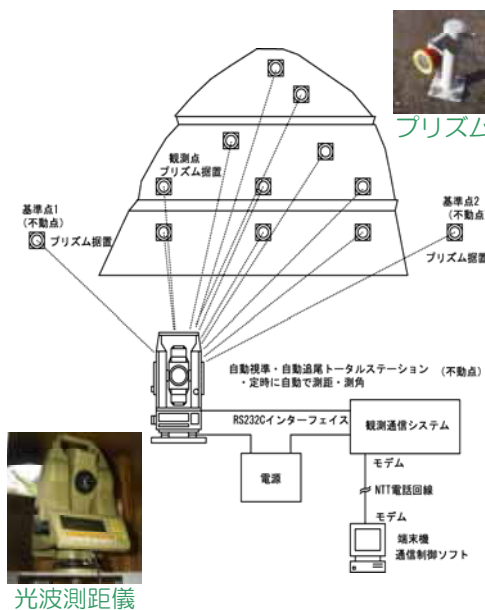 プリズム
観測点
プリズム据置
基準点1
(不動点)
プリズム据置
基準点2
(不動点
プリズム据置
自動視準・自動追尾トータルステーション
(不動点)
・定時に自動で測距・測角
RS232Cインターフェイス
観測通信システム
電源
モデム
NTT電話回線
モデム
端末機
通信制御ソフト
光波測距儀